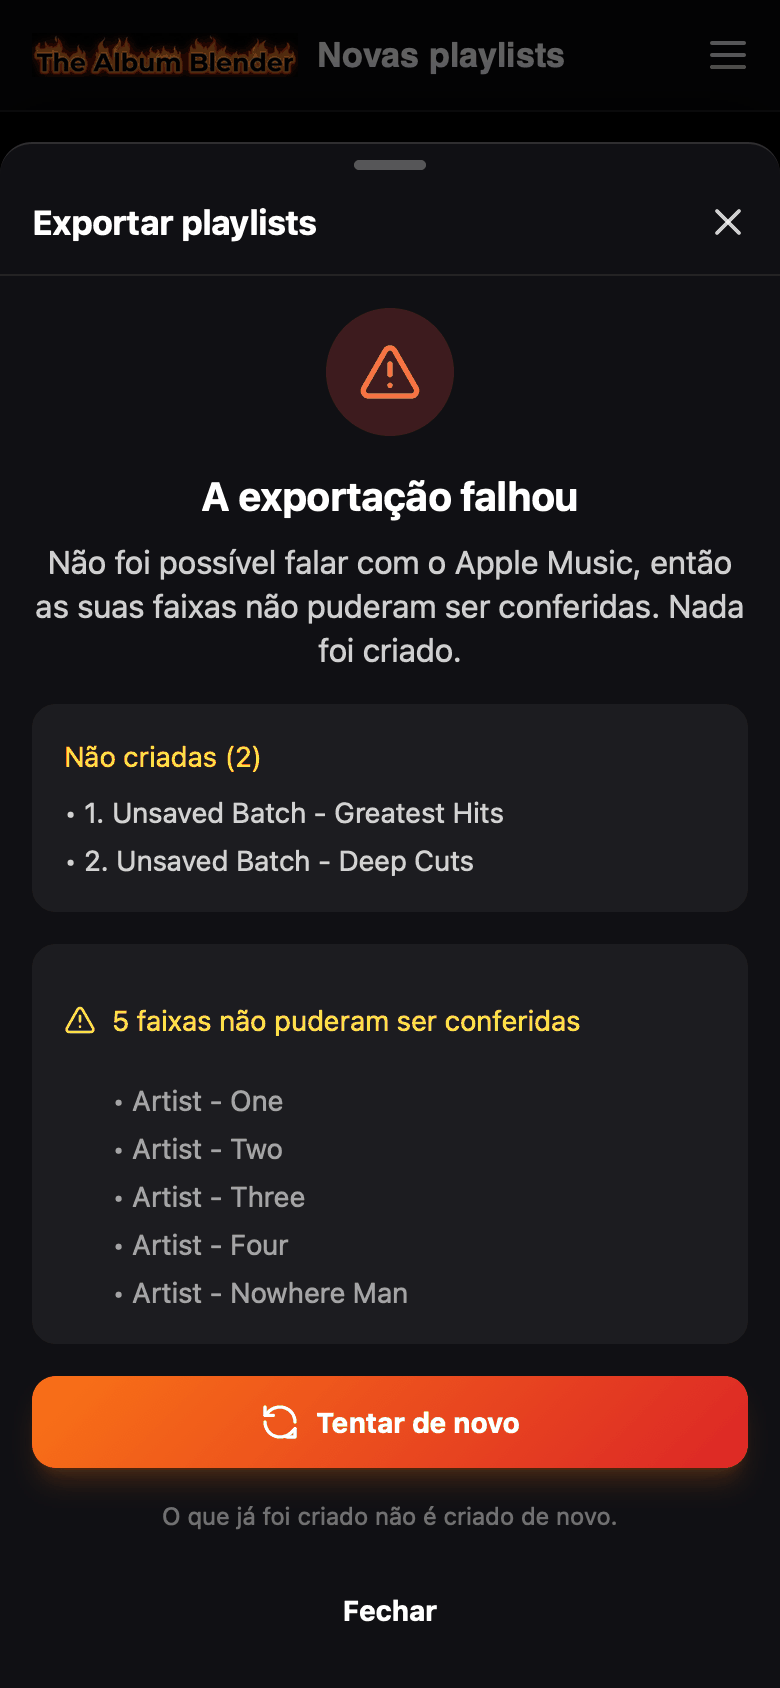 The Album Blender Novas playlists
Exportar playlists
A exportação falhou
Não foi possível falar com o Apple Music, então
as suas faixas não puderam ser conferidas. Nada
foi criado.
Não criadas (2)
• 1. Unsaved Batch - Greatest Hits
• 2. Unsaved Batch - Deep Cuts
5 faixas não puderam ser conferidas
• Artist - One
• Artist - Two
• Artist - Three
• Artist - Four
• Artist - Nowhere Man
Tentar de novo
O que já foi criado não é criado de novo.
Fechar